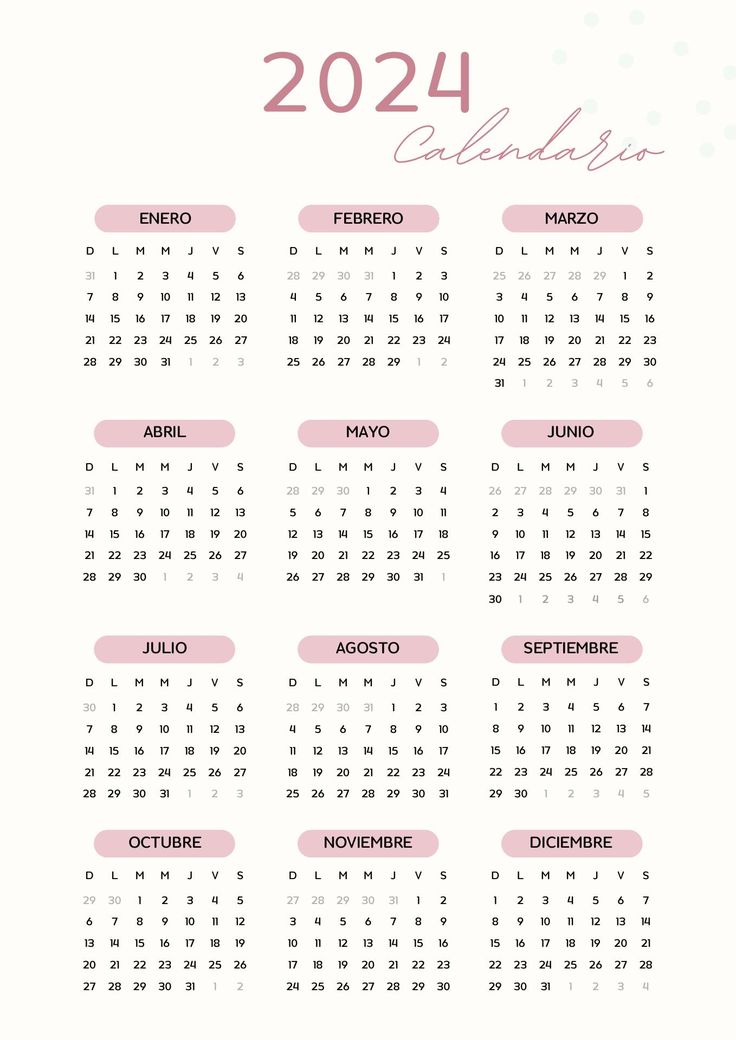 2024
Calendario
ENERO FEBRERO MARZO
D L M M J V S D L M M J V S D L M M J V S
31 1 2 3 4 5 6 28 29 30 31 1 2 3 25 26 27 28 29 1 2
7 8 9 10 11 12 13 4 5 6 7 8 9 10 3 4 5 6 7 8 9
14 15 16 17 18 19 20 11 12 13 14 15 16 17 10 11 12 13 14 15 16
21 22 23 24 25 26 27 18 19 20 21 22 23 24 17 18 19 20 21 22 23
28 29 30 31 1 2 3 25 26 27 28 29 1 2 24 25 26 27 28 29 30
31 1 2 3 4 5 6
ABRIL MAYO JUNIO
D L M M J V S D L M M J V S D L M M J V S
31 1 2 3 4 5 6 28 29 30 1 2 3 4 26 27 28 29 30 31 1
7 8 9 10 11 12 13 5 6 7 8 9 10 11 2 3 4 5 6 7 8
14 15 16 17 18 19 20 12 13 14 15 16 17 18 9 10 11 12 13 14 15
21 22 23 24 25 26 27 19 20 21 22 23 24 25 16 17 18 19 20 21 22
28 29 30 1 2 3 4 26 27 28 29 30 31 1 23 24 25 26 27 28 29
30 1 2 3 4 5 6
JULIO AGOSTO SEPTIEMBRE
D L M M J V S D L M M J V S D L M M J V S
30 1 2 3 4 5 6 28 29 30 31 1 2 3 1 2 3 4 5 6 7
7 8 9 10 11 12 13 4 5 6 7 8 9 10 8 9 10 11 12 13 14
14 15 16 17 18 19 20 11 12 13 14 15 16 17 15 16 17 18 19 20 21
21 22 23 24 25 26 27 18 19 20 21 22 23 24 22 23 24 25 26 27 28
28 29 30 31 1 2 3 25 26 27 28 29 30 31 29 30 1 2 3 4 5
OCTUBRE NOVIEMBRE DICIEMBRE
D L M M J V S D L M M J V S D L M M J V S
29 30 1 2 3 4 5 27 28 29 30 31 1 2 1 2 3 4 5 6 7
6 7 8 9 10 11 12 3 4 5 6 7 8 9 8 9 10 11 12 13 14
13 14 15 16 17 18 19 10 11 12 13 14 15 16 15 16 17 18 19 20 21
20 21 22 23 24 25 26 17 18 19 20 21 22 23 22 23 24 25 26 27 28
27 28 29 30 31 1 2 24 25 26 27 28 29 30 29 30 31 1 2 3 4